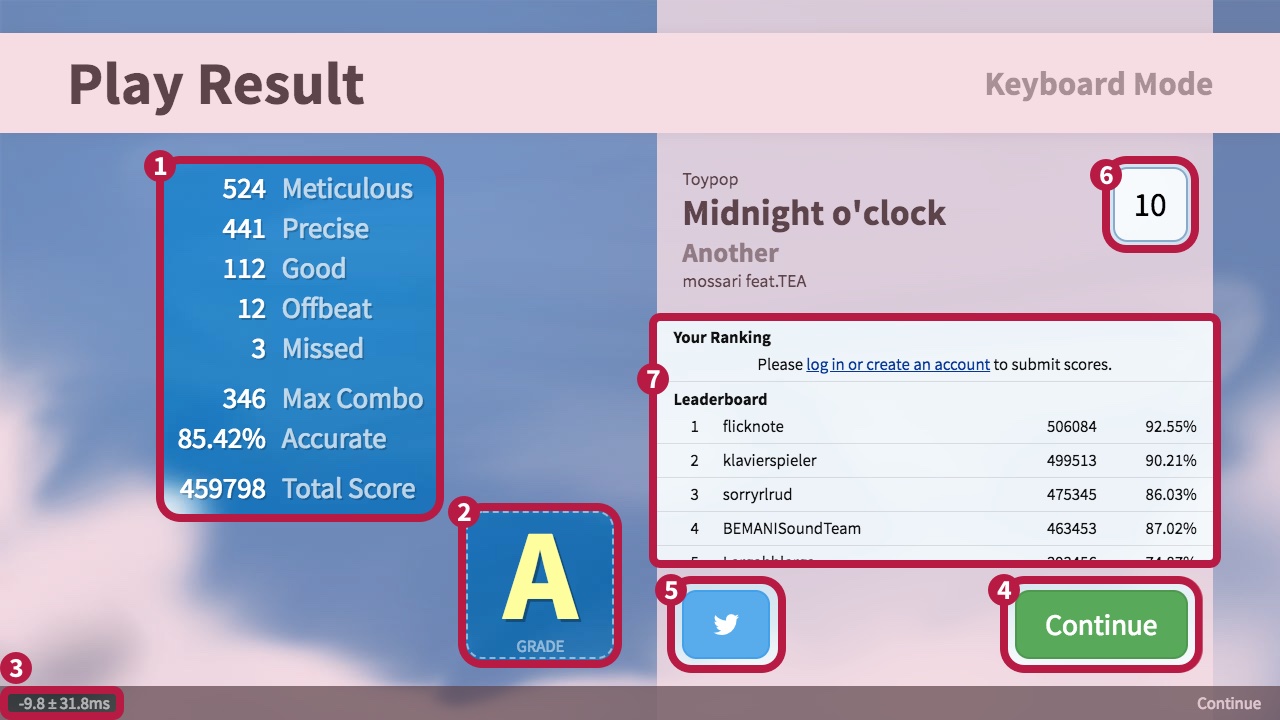 Play Result
Keyboard Mode
1
524 Meticulous
441 Precise
112 Good
12 Offbeat
3 Missed
346 Max Combo
85.42% Accurate
459798 Total Score
2
A
GRADE
3
-9.8 ± 31.8ms
Toypop
Midnight o'clock
Another
mossari feat.TEA
6
10
7
Your Ranking
Please log in or create an account to submit scores.
Leaderboard
1 flicknote 506084 92.55%
2 klavierspieler 499513 90.21%
3 sorryrlrud 475345 86.03%
4 BEMANISoundTeam 463453 87.02%
5
4
Continue
Continue